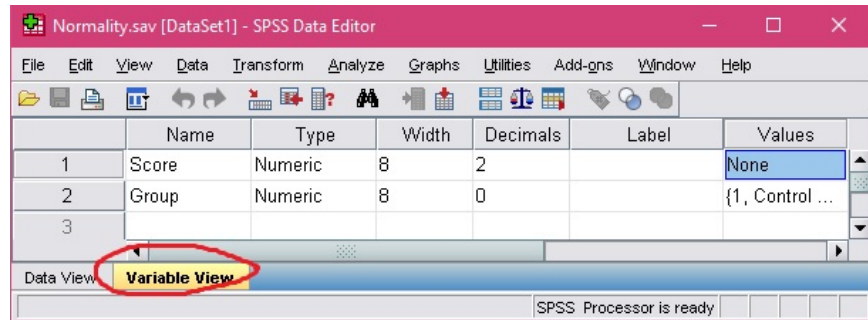 Normality.sav [DataSet1] - SPSS Data Editor
File Edit View Data Transform Analyze Graphs Utilities Add-ons Window Help
Name Type Width Decimals Label Values
1 Score Numeric 8 2 None
2 Group Numeric 8 0 {1, Control ...
3
Data View Variable View
SPSS Processor is ready